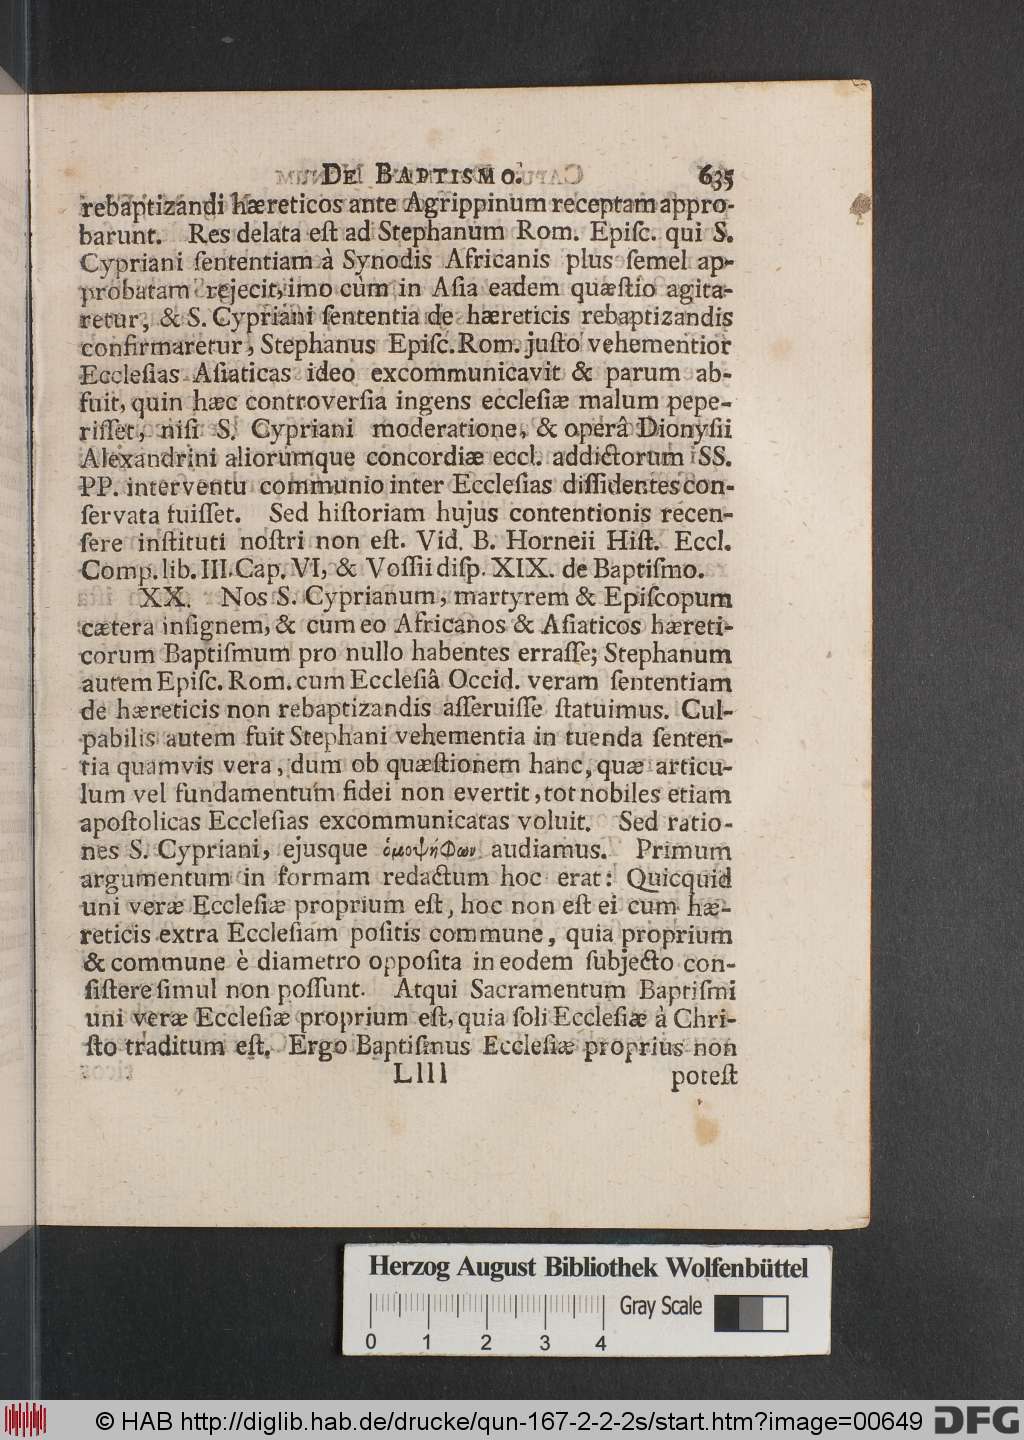 DE BAPTISMO. 635
rebaptizandi hæreticos ante Agrippinum receptam appro-
barunt. Res delata eſt ad Stephanum Rom. Epiſc. qui S.
Cypriani ſententiam à Synodis Africanis plus ſemel ap-
probatam rejecit, imo cùm in Aſia eadem quæſtio agita-
retur, & S. Cypriani ſententia de hæreticis rebaptizandis
confirmaretur, Stephanus Epiſc. Rom. juſto vehementior
Eccleſias Aſiaticas ideo excommunicavit & parum ab-
fuit, quin hæc controverſia ingens eccleſiæ malum pepe-
riſſet, niſi S. Cypriani moderatione, & operâ Dionyſii
Alexandrini aliorumque concordiæ eccl. addictorum SS.
PP. interventu communio inter Eccleſias diſſidentes con-
ſervata fuiſſet. Sed hiſtoriam hujus contentionis recen-
ſere inſtituti noſtri non eſt. Vid. B. Horneii Hiſt. Eccl.
Comp. lib. III. Cap. VI, & Voſſii diſp. XIX. de Baptiſmo.
XX. Nos S. Cyprianum, martyrem & Epiſcopum
cætera inſignem, & cum eo Africanos & Aſiaticos hæreti-
corum Baptiſmum pro nullo habentes erraſſe; Stephanum
autem Epiſc. Rom. cum Eccleſiâ Occid. veram ſententiam
de hæreticis non rebaptizandis aſſeruiſſe ſtatuimus. Cul-
pabilis autem fuit Stephani vehementia in tuenda ſenten-
tia quamvis vera, dum ob quæſtionem hanc, quæ articu-
lum vel fundamentum fidei non evertit, tot nobiles etiam
apoſtolicas Eccleſias excommunicatas voluit. Sed ratio-
nes S. Cypriani, ejusque ὁμοψήφων audiamus. Primum
argumentum in formam redactum hoc erat: Quicquid
uni veræ Eccleſiæ proprium eſt, hoc non eſt ei cum hæ-
reticis extra Eccleſiam poſitis commune, quia proprium
& commune è diametro oppoſita in eodem ſubjecto con-
ſiſtere ſimul non poſſunt. Atqui Sacramentum Baptiſmi
uni veræ Eccleſiæ proprium eſt, quia ſoli Eccleſiæ à Chri-
ſto traditum eſt. Ergo Baptiſmus Eccleſiæ proprius non
Llll poteſt
Herzog August Bibliothek Wolfenbüttel
Gray Scale
0 1 2 3 4
© HAB http://diglib.hab.de/drucke/qun-167-2-2-2s/start.htm?image=00649 DFG